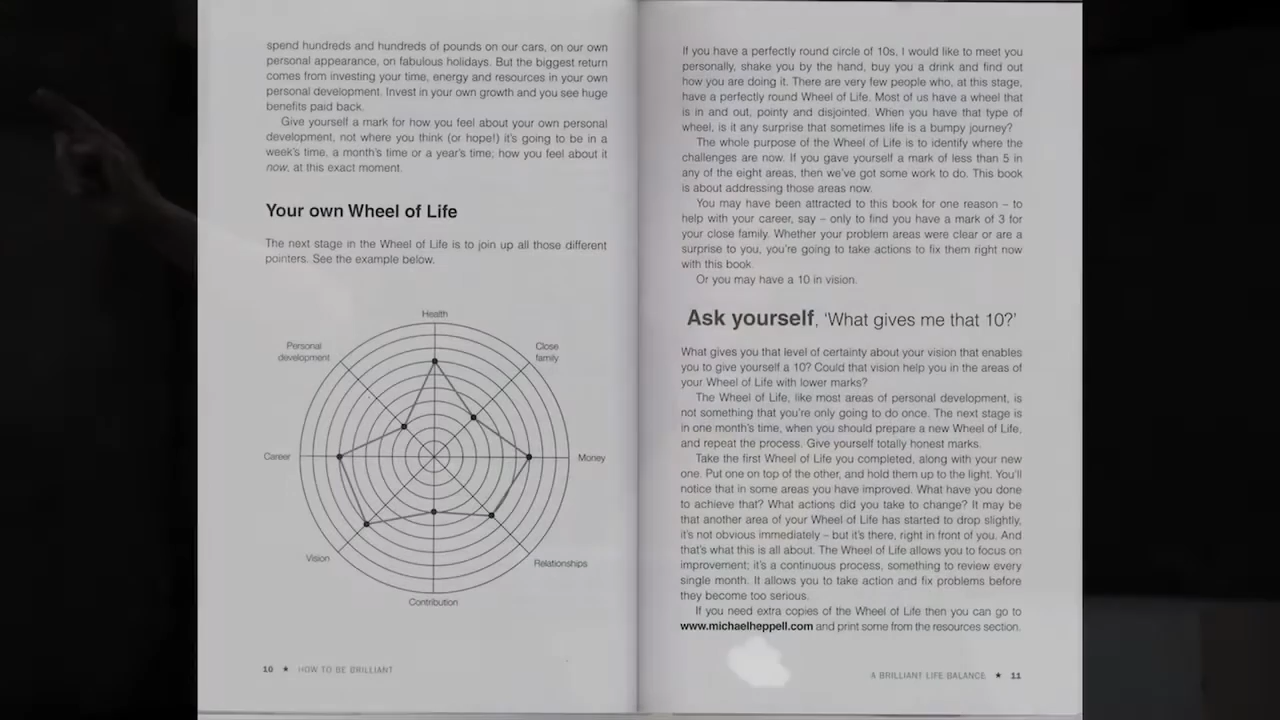 spend hundreds and hundreds of pounds on our cars, on our own
personal appearance, on fabulous holidays. But the biggest return
comes from investing your time, energy and resources in your own
personal development. Invest in your own growth and you see huge
benefits paid back.
Give yourself a mark for how you feel about your own personal
development, not where you think (or hope!) it's going to be in a
week's time, a month's time or a year's time; how you feel about it
now, at this exact moment.
Your own Wheel of Life
The next stage in the Wheel of Life is to join up all those different
pointers. See the example below.
Health
Personal
development
Close
family
Career
Money
Vision
Relationships
Contribution
10 ★ HOW TO BE BRILLIANT
If you have a perfectly round circle of 10s, I would like to meet you
personally, shake you by the hand, buy you a drink and find out
how you are doing it. There are very few people who, at this stage,
have a perfectly round Wheel of Life. Most of us have a wheel that
is in and out, pointy and disjointed. When you have that type of
wheel, is it any surprise that sometimes life is a bumpy journey?
The whole purpose of the Wheel of Life is to identify where the
challenges are now. If you gave yourself a mark of less than 5 in
any of the eight areas, then we've got some work to do. This book
is about addressing those areas now.
You may have been attracted to this book for one reason – to
help with your career, say – only to find you have a mark of 3 for
your close family. Whether your problem areas were clear or are a
surprise to you, you're going to take actions to fix them right now
with this book.
Or you may have a 10 in vision.
Ask yourself, 'What gives me that 10?'
What gives you that level of certainty about your vision that enables
you to give yourself a 10? Could that vision help you in the areas of
your Wheel of Life with lower marks?
The Wheel of Life, like most areas of personal development, is
not something that you're only going to do once. The next stage is
in one month's time, when you should prepare a new Wheel of Life,
and repeat the process. Give yourself totally honest marks.
Take the first Wheel of Life you completed, along with your new
one. Put one on top of the other, and hold them up to the light. You'll
notice that in some areas you have improved. What have you done
to achieve that? What actions did you take to change? It may be
that another area of your Wheel of Life has started to drop slightly,
it's not obvious immediately – but it's there, right in front of you. And
that's what this is all about. The Wheel of Life allows you to focus on
improvement; it's a continuous process, something to review every
single month. It allows you to take action and fix problems before
they become too serious.
If you need extra copies of the Wheel of Life then you can go to
www.michaelheppell.com and print some from the resources section.
A BRILLIANT LIFE BALANCE ★ 11